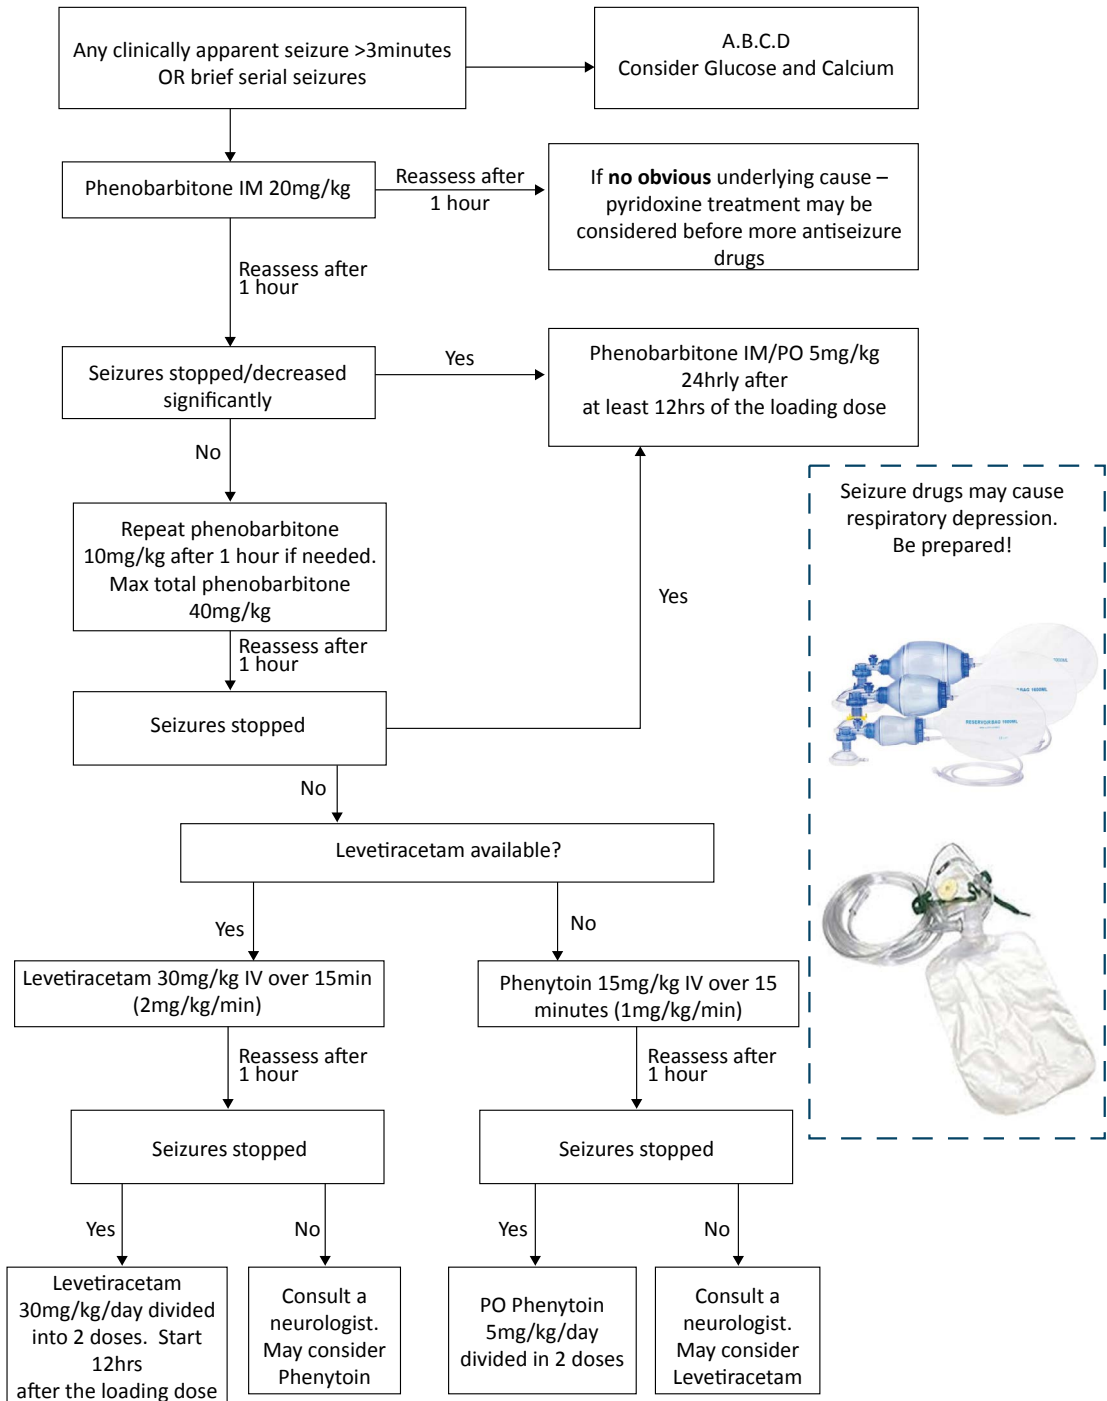 Any clinically apparent seizure >3minutes
OR brief serial seizures
A.B.C.D
Consider Glucose and Calcium
Phenobarbitone IM 20mg/kg
Reassess after
1 hour
If no obvious underlying cause –
pyridoxine treatment may be
considered before more antiseizure
drugs
Reassess after
1 hour
Seizures stopped/decreased
significantly
Yes
Phenobarbitone IM/PO 5mg/kg
24hrly after
at least 12hrs of the loading dose
No
Repeat phenobarbitone
10mg/kg after 1 hour if needed.
Max total phenobarbitone
40mg/kg
Yes
Reassess after
1 hour
Seizures stopped
No
Levetiracetam available?
Yes
No
Levetiracetam 30mg/kg IV over 15min
(2mg/kg/min)
Phenytoin 15mg/kg IV over 15
minutes (1mg/kg/min)
Reassess after
1 hour
Reassess after
1 hour
Seizures stopped
Seizures stopped
Yes
No
Yes
No
Levetiracetam
30mg/kg/day divided
into 2 doses. Start
12hrs
after the loading dose
Consult a
neurologist.
May consider
Phenytoin
PO Phenytoin
5mg/kg/day
divided in 2 doses
Consult a
neurologist.
May consider
Levetiracetam
Seizure drugs may cause
respiratory depression.
Be prepared!